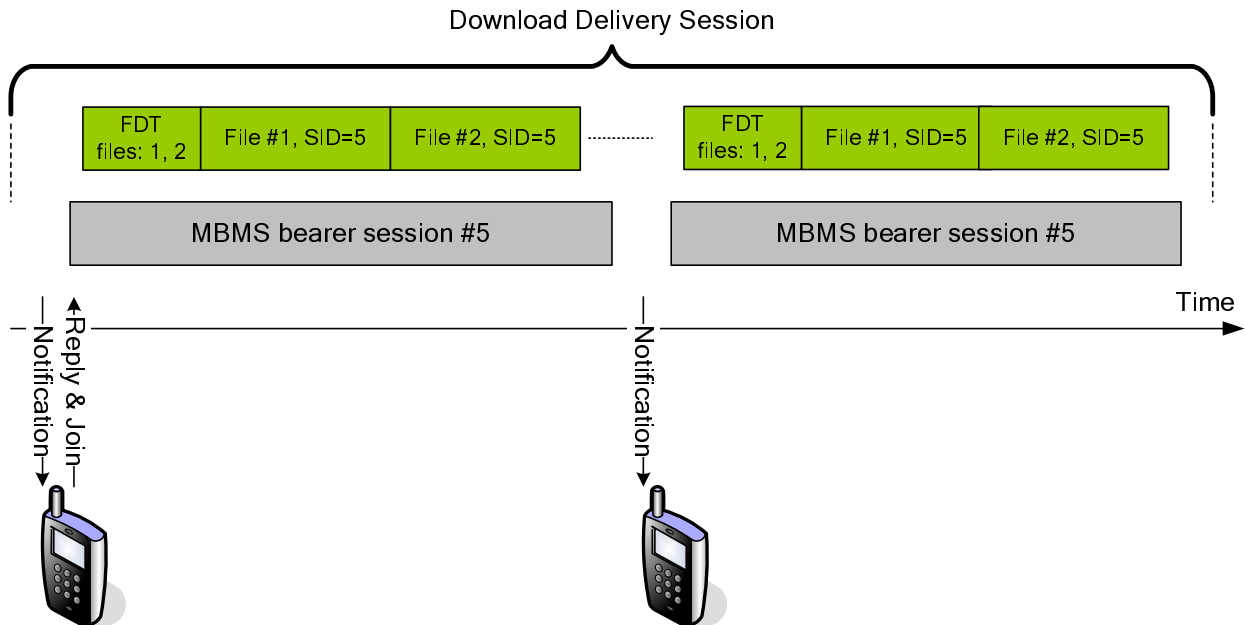 Download Delivery Session
FDT
files: 1, 2
File #1, SID=5
File #2, SID=5
FDT
files: 1, 2
File #1, SID=5
File #2, SID=5
MBMS bearer session #5
MBMS bearer session #5
Time
Notification
Reply & Join
Notification